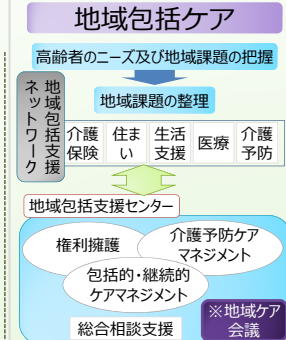 地域包括ケア
高齢者のニーズ及び地域課題の把握
地域課題の整理
地域包括支援
ネットワーク
介護
保険
住ま
い
生活
支援
医療
介護
予防
地域包括支援センター
権利擁護
介護予防ケア
マネジメント
包括的・継続的
ケアマネジメント
総合相談支援
※地域ケア
会議